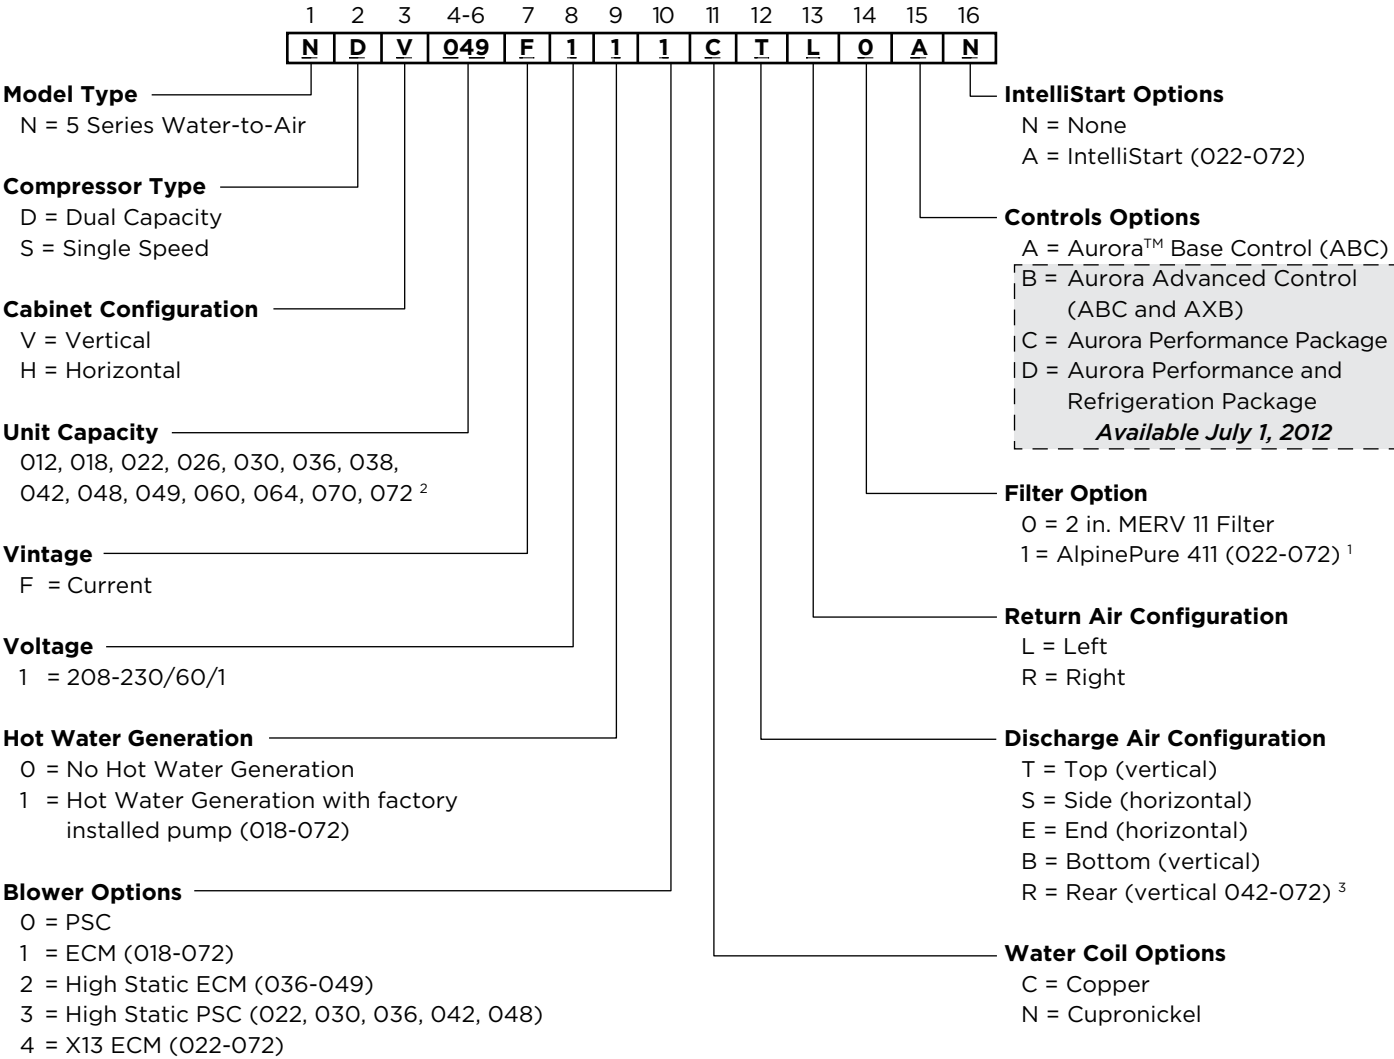 1 2 3 4-6 7 8 9 10 11 12 13 14 15 16
N D V 049 F 1 1 1 C T L 0 A N
Model Type
N = 5 Series Water-to-Air
Compressor Type
D = Dual Capacity
S = Single Speed
Cabinet Configuration
V = Vertical
H = Horizontal
Unit Capacity
012, 018, 022, 026, 030, 036, 038,
042, 048, 049, 060, 064, 070, 072 ²
Vintage
F = Current
Voltage
1 = 208-230/60/1
Hot Water Generation
0 = No Hot Water Generation
1 = Hot Water Generation with factory
installed pump (018-072)
Blower Options
0 = PSC
1 = ECM (018-072)
2 = High Static ECM (036-049)
3 = High Static PSC (022, 030, 036, 042, 048)
4 = X13 ECM (022-072)
IntelliStart Options
N = None
A = IntelliStart (022-072)
Controls Options
A = Aurora™ Base Control (ABC)
B = Aurora Advanced Control
(ABC and AXB)
C = Aurora Performance Package
D = Aurora Performance and
Refrigeration Package
Available July 1, 2012
Filter Option
0 = 2 in. MERV 11 Filter
1 = AlpinePure 411 (022-072) ¹
Return Air Configuration
L = Left
R = Right
Discharge Air Configuration
T = Top (vertical)
S = Side (horizontal)
E = End (horizontal)
B = Bottom (vertical)
R = Rear (vertical 042-072) ³
Water Coil Options
C = Copper
N = Cupronickel